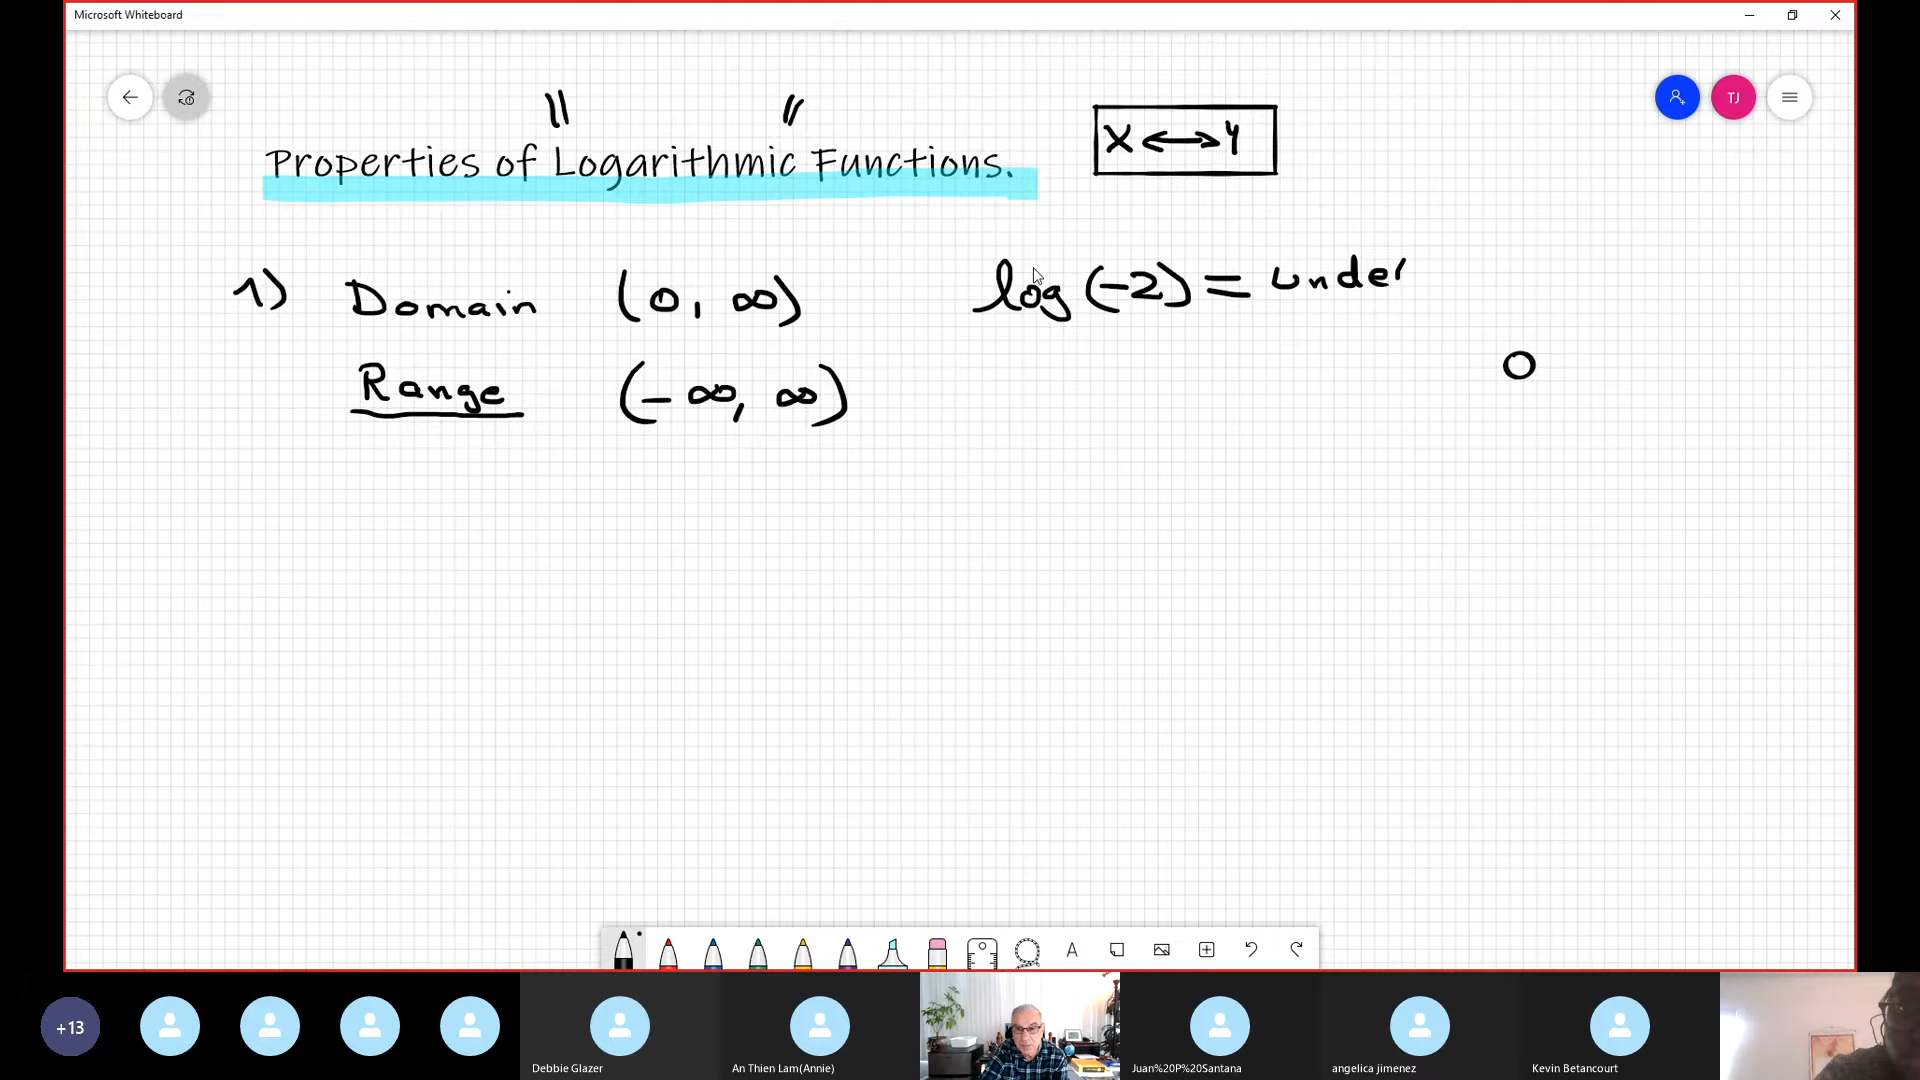 Microsoft Whiteboard
TJ
Properties of Logarithmic Functions.
X ↔ Y
1) Domain (0, ∞)
log (-2) = under
0
Range (-∞, ∞)
A
+13
Debbie Glazer
An Thien Lam(Annie)
Juan%20P%20Santana
angelica jimenez
Kevin Betancourt